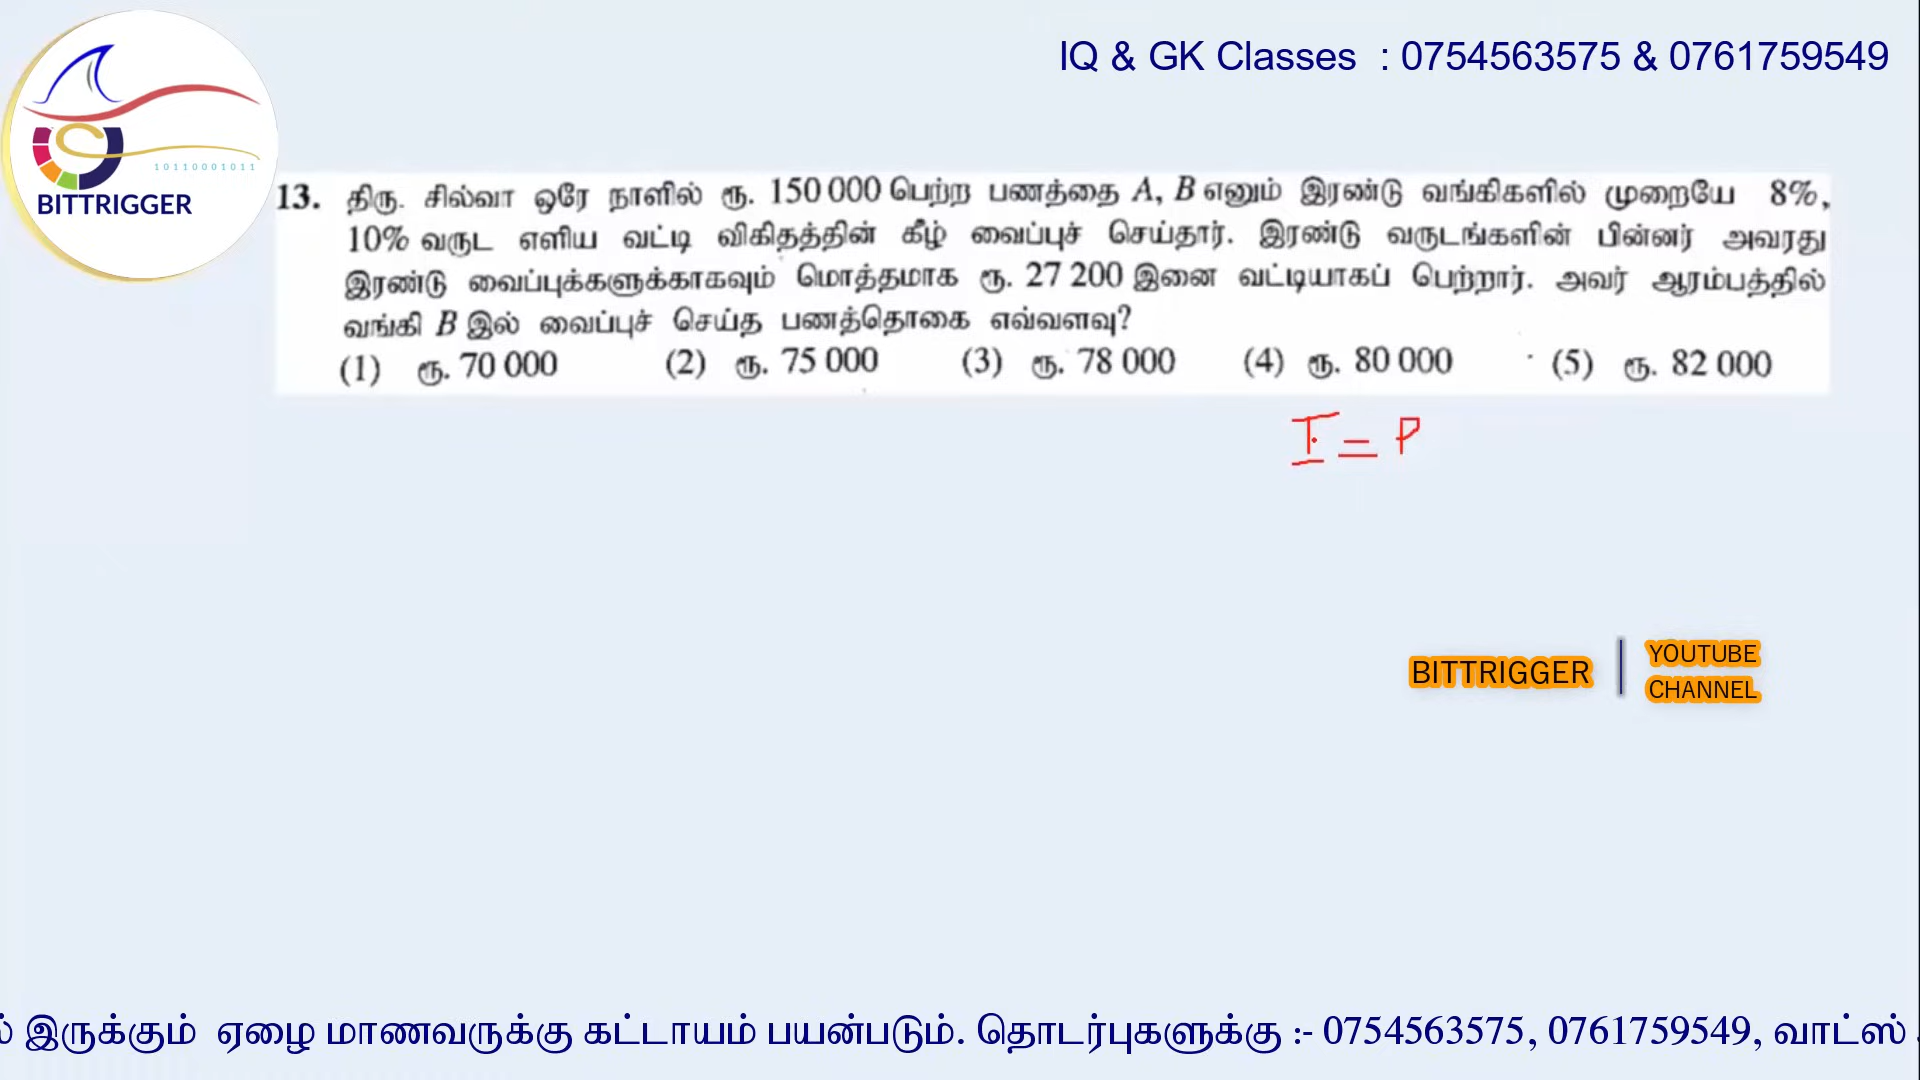 IQ & GK Classes : 0754563575 & 0761759549
10110001011
BITTRIGGER
13. திரு. சில்வா ஒரே நாளில் ரூ. 150 000 பெற்ற பணத்தை A, B எனும் இரண்டு வங்கிகளில் முறையே 8%,
10% வருட எளிய வட்டி விகிதத்தின் கீழ் வைப்புச் செய்தார். இரண்டு வருடங்களின் பின்னர் அவரது
இரண்டு வைப்புக்களுக்காகவும் மொத்தமாக ரூ. 27 200 இனை வட்டியாகப் பெற்றார். அவர் ஆரம்பத்தில்
வங்கி B இல் வைப்புச் செய்த பணத்தொகை எவ்வளவு?
(1) ரூ. 70 000 (2) ரூ. 75 000 (3) ரூ. 78 000 (4) ரூ. 80 000 (5) ரூ. 82 000
I = P
BITTRIGGER
YOUTUBE
CHANNEL
இருக்கும் ஏழை மாணவருக்கு கட்டாயம் பயன்படும். தொடர்புகளுக்கு :- 0754563575, 0761759549, வாட்ஸ்